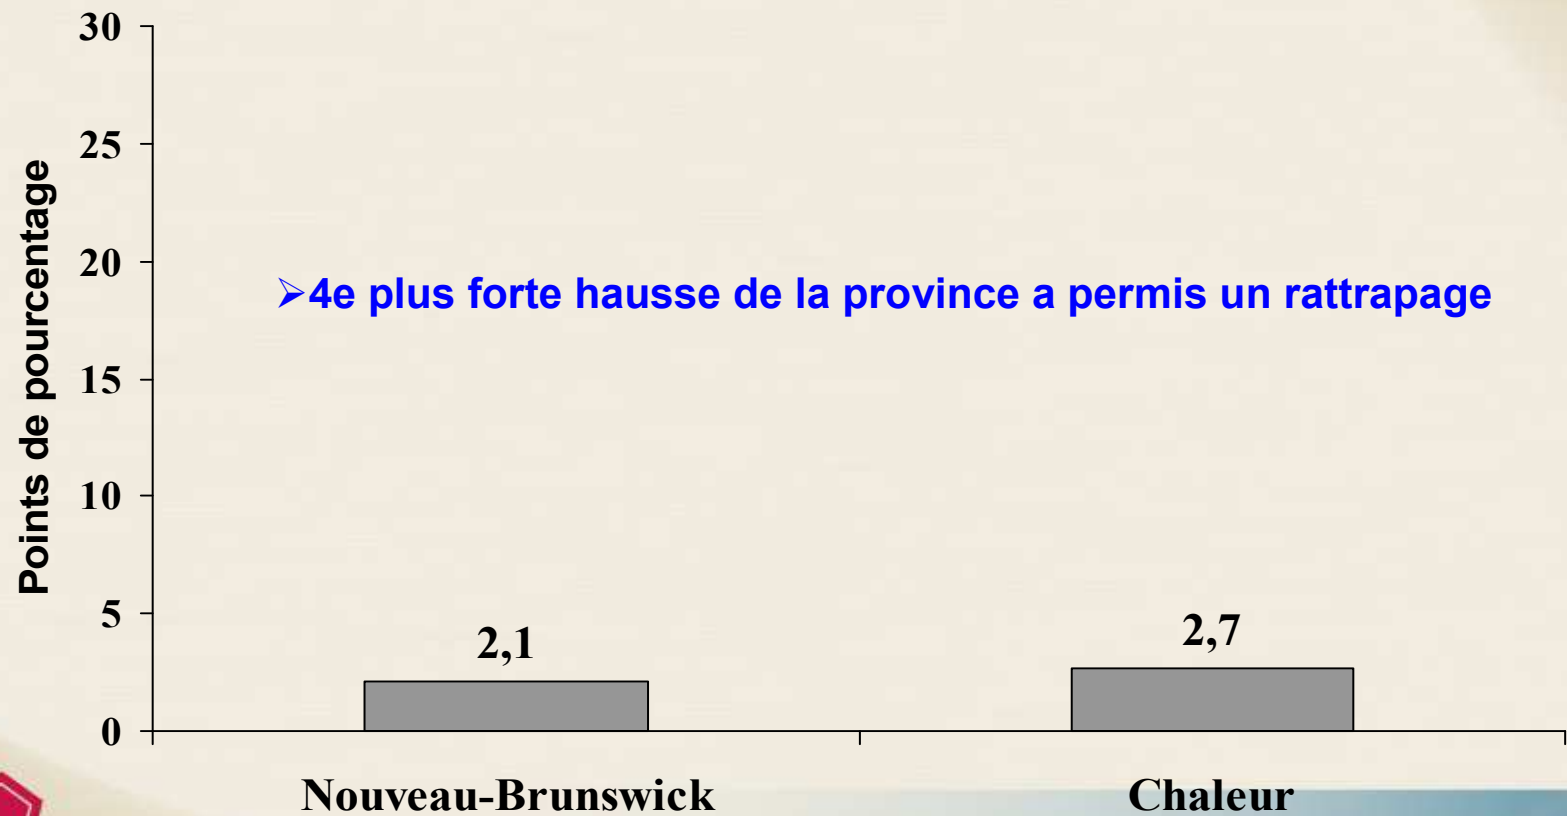 30
25
20
15
10
5
0
Points de pourcentage
➢4e plus forte hausse de la province a permis un rattrapage
2,1
2,7
Nouveau-Brunswick
Chaleur